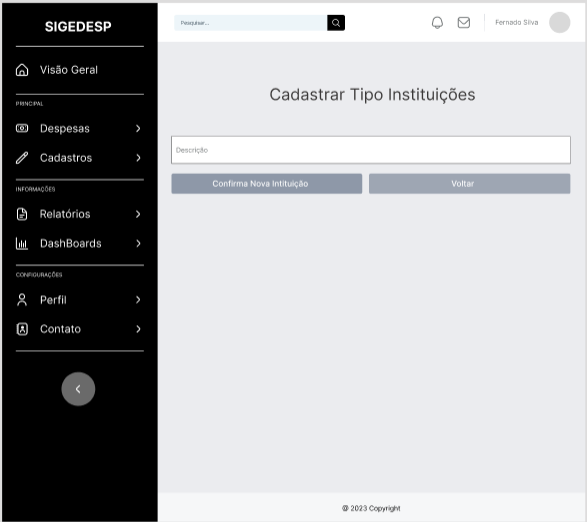 SIGEDESP
Visão Geral
PRINCIPAL
Despesas
Cadastros
INFORMAÇÕES
Relatórios
DashBoards
CONFIGURAÇÕES
Perfil
Contato
Pesquisar...
Fernado Silva
Cadastrar Tipo Instituições
Descrição
Confirma Nova Intituição
Voltar
@ 2023 Copyright